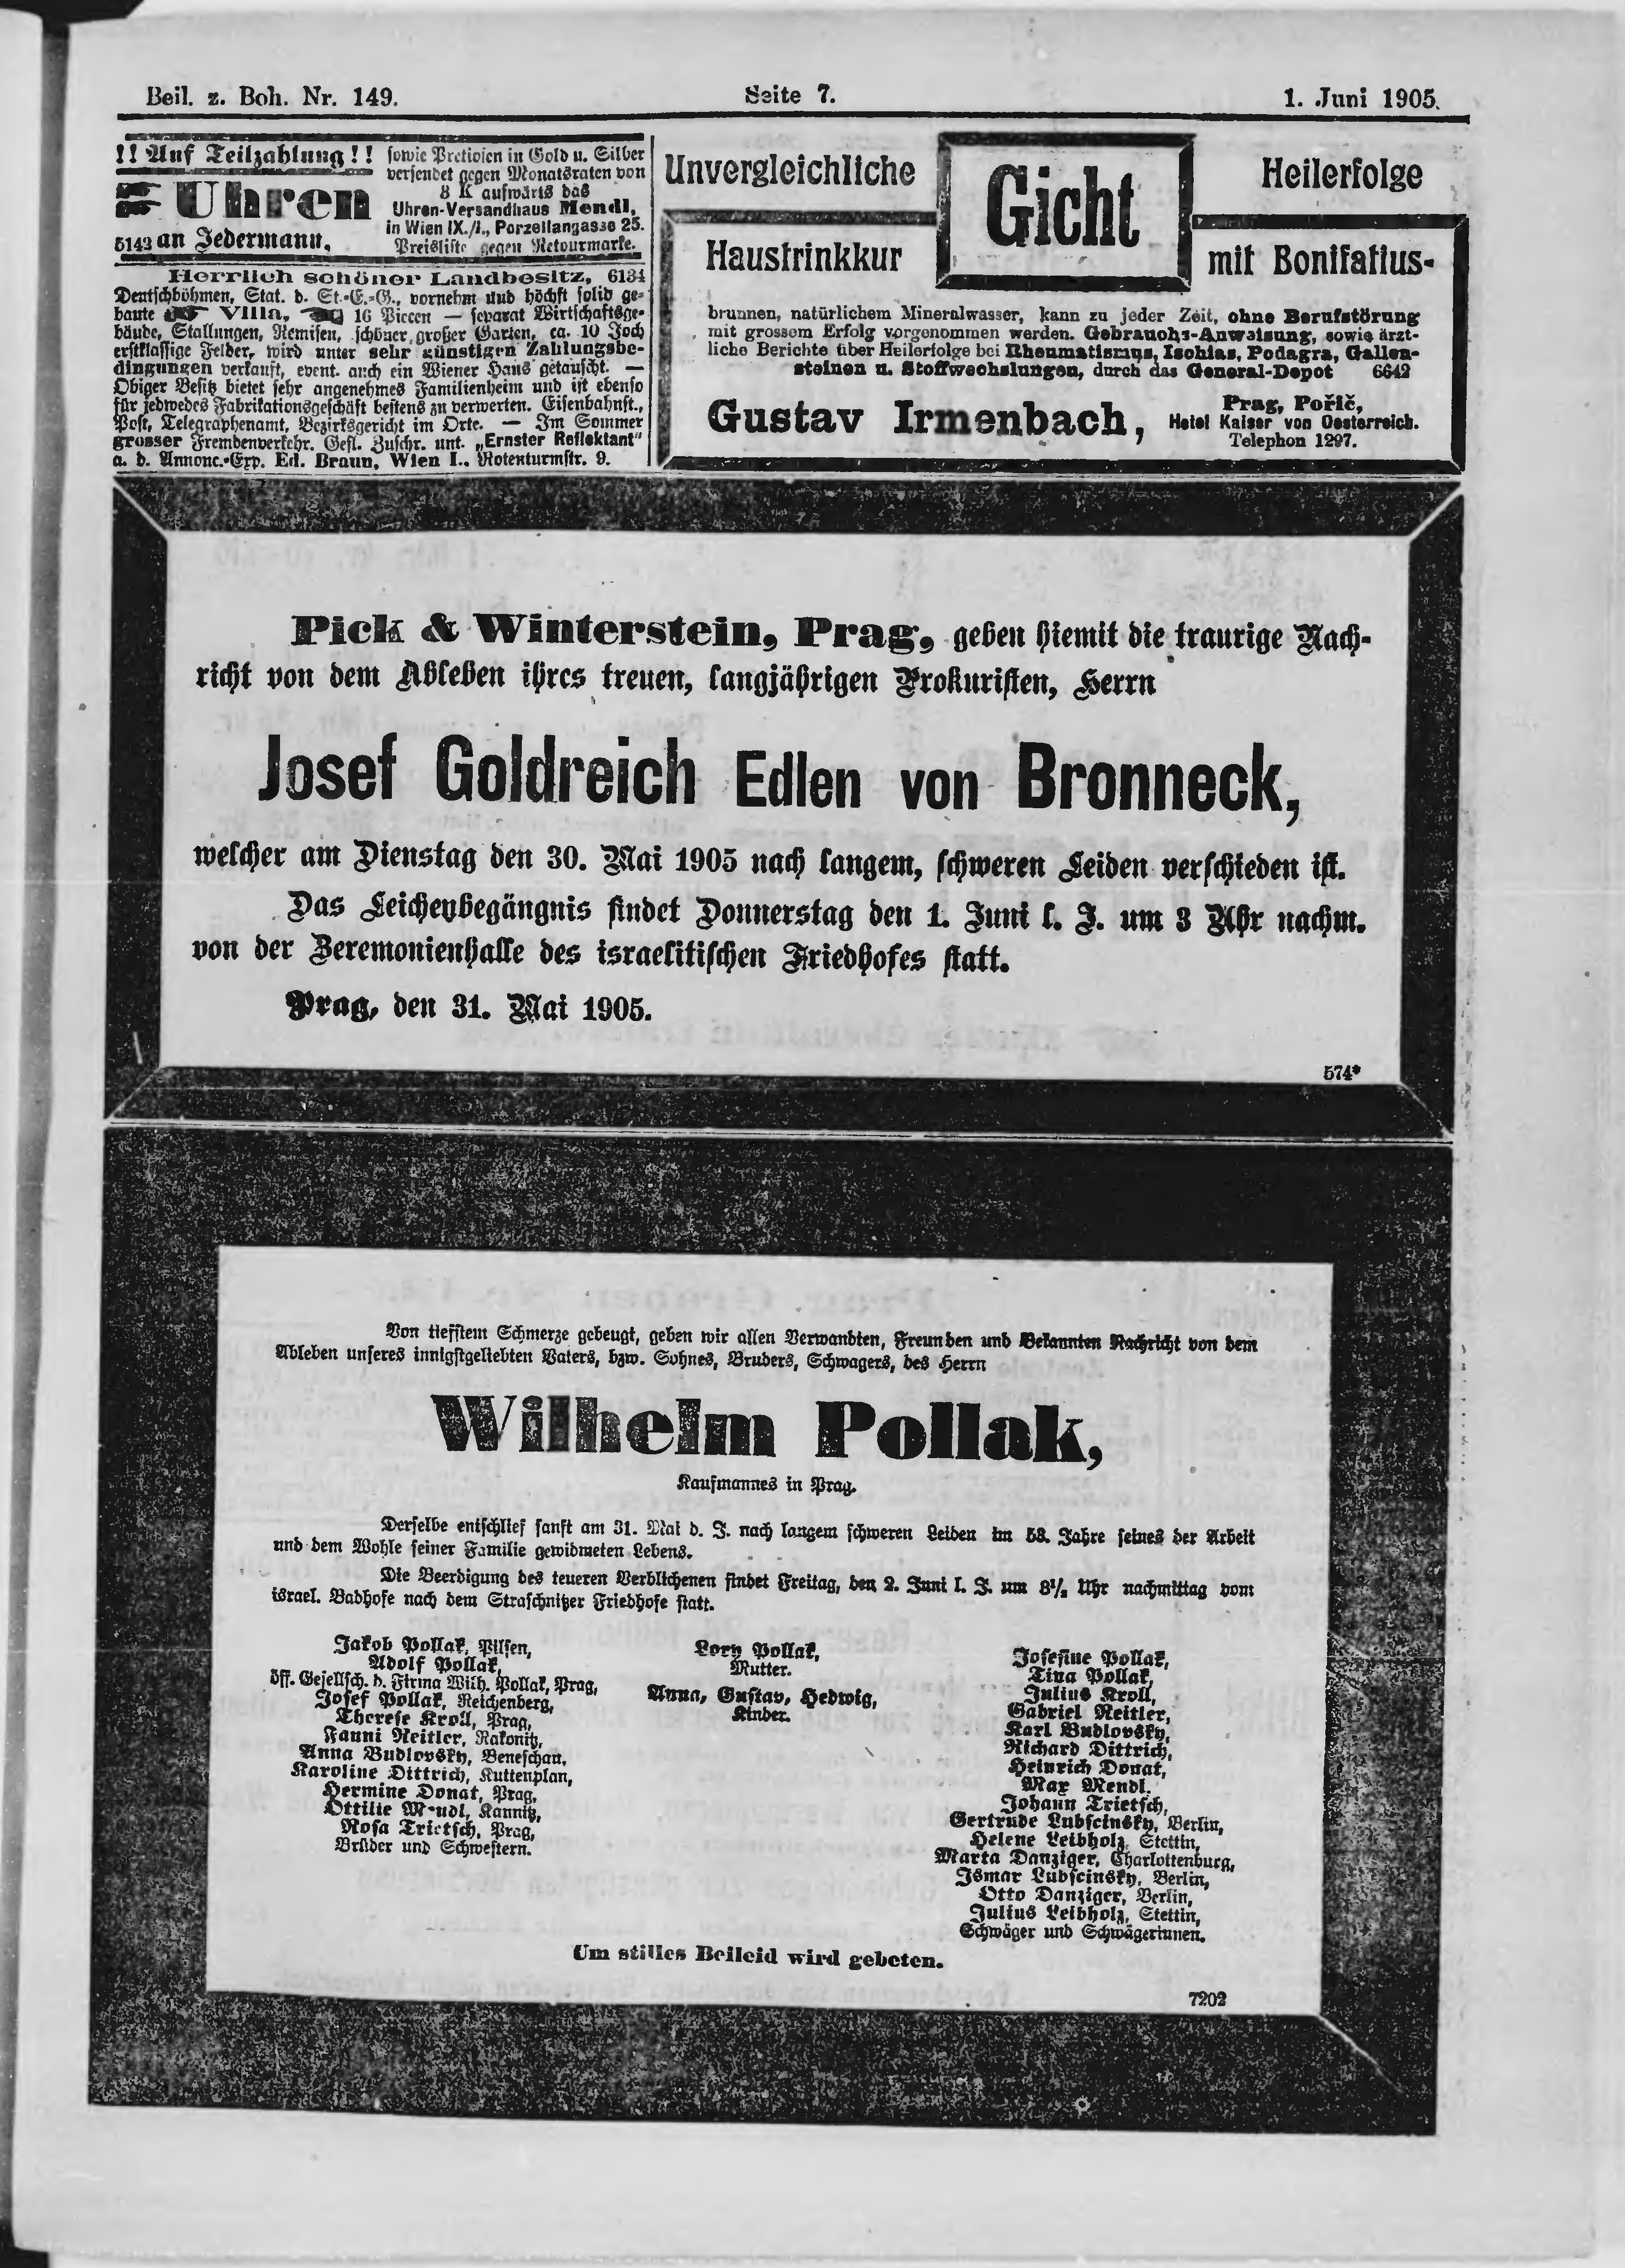 Beil. z. Boh. Nr. 149.
Seite 7.
1. Juni 1905.
!! Auf Teilzahlung!!
Uhren
5142 an Jedermann,
sowie Pretiosen in Gold u. Silber
versendet gegen Monatsraten von
3 K aufwärts das
Uhren-Versandhaus Mendl,
in Wien IX./I., Porzellangasse 25.
Preisliste gegen Retourmarke.
Herrlich schöner Landbesitz, 6134
Deutschböhmen, Stat. d. St.-E.-G., vornehm und höchst solid ge-
baute Villa, 16 Piecen — separat Wirtschaftsge-
bäude, Stallungen, Remisen, schöner großer Garten, ca. 10 Joch
erstklassige Felder, wird unter sehr günstigen Zahlungsbe-
dingungen verkauft, event. auch ein Wiener Haus getauscht. —
Obiger Besitz bietet sehr angenehmes Familienheim und ist ebenso
für jedwedes Fabrikationsgeschäft bestens zu verwerten. Eisenbahnst.,
Post, Telegraphenamt, Bezirksgericht im Orte. — Im Sommer
grosser Fremdenverkehr. Gefl. Zuschr. unt. „Ernster Reflektant“
a. d. Annonc.-Exp. Ed. Braun, Wien I., Rotenturmstr. 9.
Unvergleichliche
Gicht
Heilerfolge
Haustrinkkur
mit Bonifatius-
brunnen, natürlichem Mineralwasser, kann zu jeder Zeit, ohne Berufstörung
mit grossem Erfolg vorgenommen werden. Gebrauchs-Anweisung, sowie ärzt-
liche Berichte über Heilerfolge bei Rheumatismus, Ischias, Podagra, Gallen-
steinen u. Stoffwechslungen, durch das General-Depot 6642
Gustav Irmenbach,
Prag, Pořič,
Hotel Kaiser von Oesterreich.
Telephon 1297.
Pick & Winterstein, Prag, geben hiemit die traurige Nach-
richt von dem Ableben ihres treuen, langjährigen Prokuristen, Herrn
Josef Goldreich Edlen von Bronneck,
welcher am Dienstag den 30. Mai 1905 nach langem, schweren Leiden verschieden ist.
Das Leichenbegängnis findet Donnerstag den 1. Juni l. J. um 3 Uhr nachm.
von der Zeremonienhalle des israelitischen Friedhofes statt.
Prag, den 31. Mai 1905.
574*
Von tiefstem Schmerze gebeugt, geben wir allen Verwandten, Freunden und Bekannten Nachricht von dem
Ableben unseres innigstgeliebten Vaters, bzw. Sohnes, Bruders, Schwagers, des Herrn
Wilhelm Pollak,
Kaufmannes in Prag.
Derselbe entschlief sanft am 31. Mai d. J. nach langem schweren Leiden im 53. Jahre seines der Arbeit
und dem Wohle seiner Familie gewidmeten Lebens.
Die Beerdigung des teueren Verblichenen findet Freitag, den 2. Juni l. J. um 3½ Uhr nachmittag vom
israel. Badhofe nach dem Straschnitzer Friedhofe statt.
Jakob Pollak, Pilsen,
Adolf Pollak,
öff. Gesellsch. d. Firma Wilh. Pollak, Prag,
Josef Pollak, Reichenberg,
Therese Kroll, Prag,
Fanni Reitler, Rakonitz,
Anna Budlovsky, Beneschau,
Karoline Dittrich, Kuttenplan,
Hermine Donat, Prag,
Ottilie Mendl, Kannitz,
Rosa Trietsch, Prag,
Brüder und Schwestern.
Lory Pollak,
Mutter.
Anna, Gustav, Hedwig,
Kinder.
Josefine Pollak,
Tina Pollak,
Julius Kroll,
Gabriel Reitler,
Karl Budlovsky,
Richard Dittrich,
Heinrich Donat,
Max Mendl,
Johann Trietsch,
Gertrude Lubscinsky, Berlin,
Helene Leibholz, Stettin,
Marta Danziger, Charlottenburg,
Ismar Lubscinsky, Berlin,
Otto Danziger, Berlin,
Julius Leibholz, Stettin,
Schwäger und Schwägerinnen.
Um stilles Beileid wird gebeten.
7202